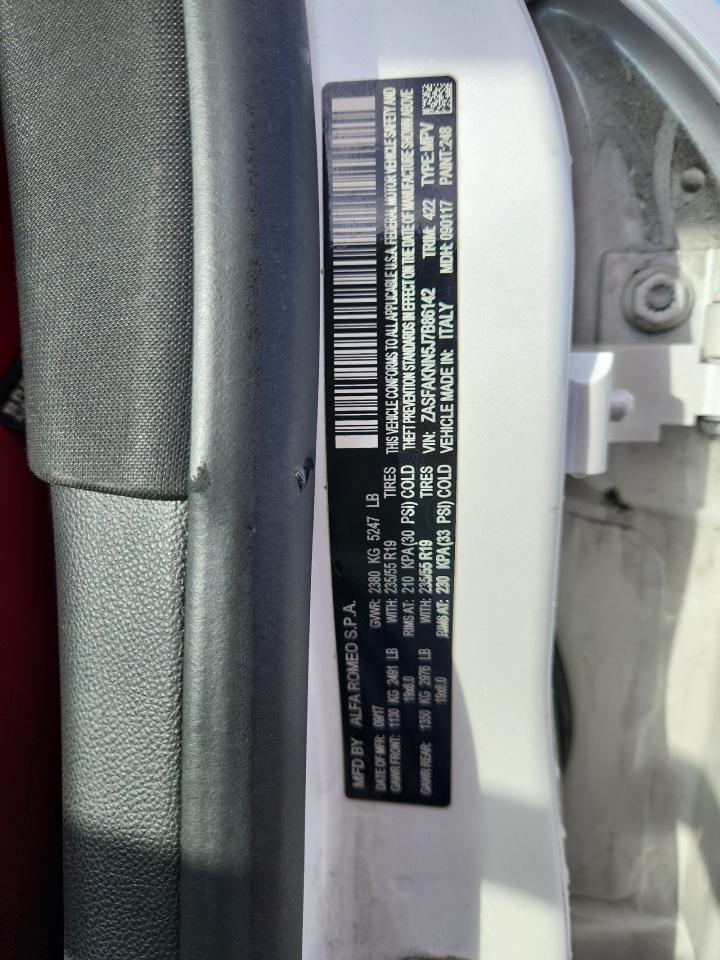 MFD BY ALFA ROMEO S.P.A.
DATE OF MFR: 09/17 GVWR: 2380 KG 5247 LB
GAWR FRONT: 1130 KG 2491 LB WITH: 235/55 R19 TIRES
19x8.0 RIMS AT: 210 KPA (30 PSI) COLD
GAWR REAR: 1350 KG 2976 LB WITH: 235/55 R19 TIRES
19x8.0 RIMS AT: 230 KPA (33 PSI) COLD
THIS VEHICLE CONFORMS TO ALL APPLICABLE U.S.A. FEDERAL MOTOR VEHICLE SAFETY AND
THEFT PREVENTION STANDARDS IN EFFECT ON THE DATE OF MANUFACTURE SHOWN ABOVE
VIN: ZASFAKNN5J7B86142 TRIM: 422 TYPE:MPV
VEHICLE MADE IN: ITALY MDH: 090117 PAINT:248